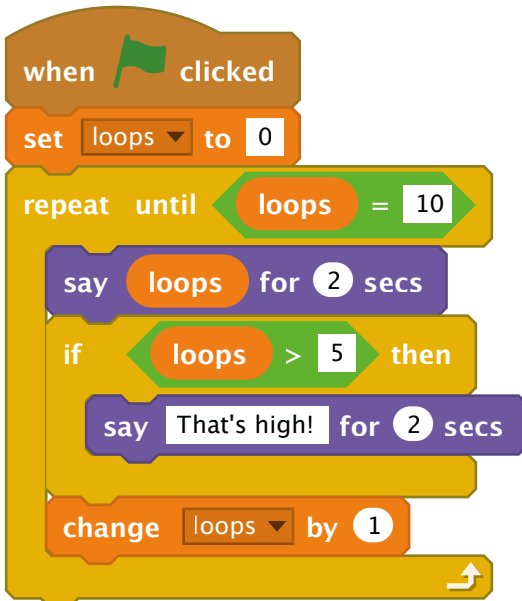 when clicked
set loops to 0
repeat until loops = 10
say loops for 2 secs
if loops > 5 then
say That's high! for 2 secs
change loops by 1